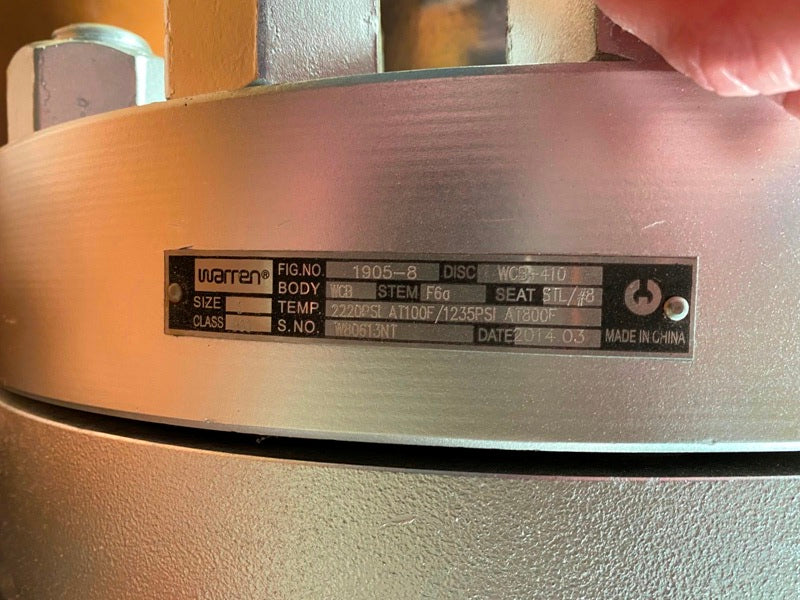 Warren® FIG.NO. 1905-8 DISC WCB-410
BODY WCB STEM F6a SEAT STL/#8
SIZE TEMP. 2220PSI AT100F/1235PSI AT800F
CLASS S.NO. W80613NT DATE 2014.03 MADE IN CHINA